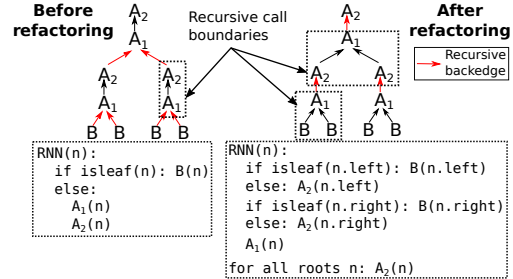 Before
refactoring
Recursive call
boundaries
After
refactoring
Recursive
backedge
A₂
A₁
A₂ A₂
A₁ A₁
B B B B
A₂
A₁
A₂ A₂
A₁ A₁
B B B B
RNN(n):
if isleaf(n): B(n)
else:
A₁(n)
A₂(n)
RNN(n):
if isleaf(n.left): B(n.left)
else: A₂(n.left)
if isleaf(n.right): B(n.right)
else: A₂(n.right)
A₁(n)
for all roots n: A₂(n)